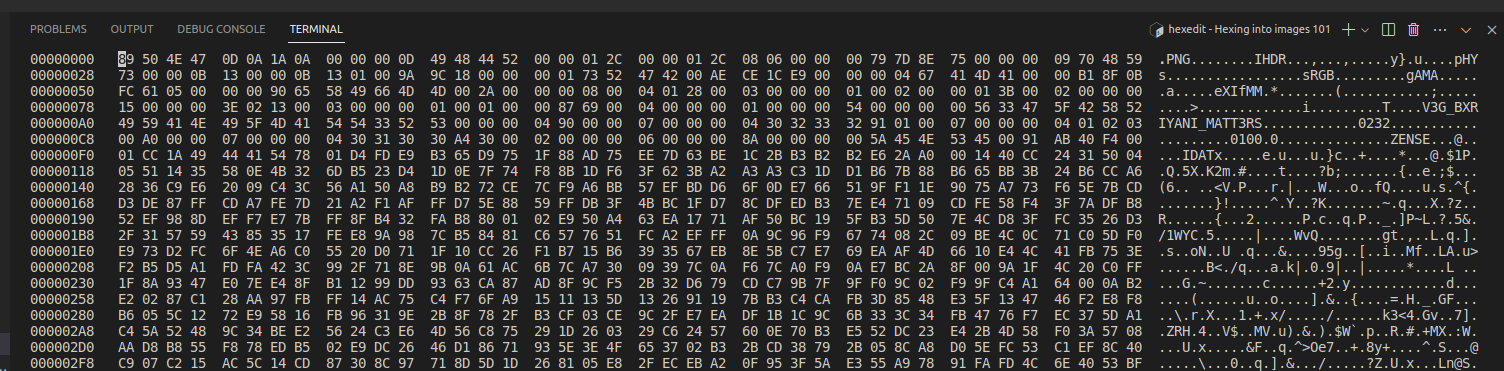 PROBLEMS OUTPUT DEBUG CONSOLE TERMINAL hexedit - Hexing into images 101
00000000 89 50 4E 47 0D 0A 1A 0A 00 00 00 0D 49 48 44 52 00 00 01 2C 00 00 01 2C 08 06 00 00 00 79 7D 8E 75 00 00 00 09 70 48 59 .PNG........IHDR...,...,.....y}.u....pHY
00000028 73 00 00 0B 13 00 00 0B 13 01 00 9A 9C 18 00 00 00 01 73 52 47 42 00 AE CE 1C E9 00 00 00 04 67 41 4D 41 00 00 B1 8F 0B s.................sRGB.........gAMA.....
00000050 FC 61 05 00 00 00 90 65 58 49 66 4D 4D 00 2A 00 00 00 08 00 04 01 28 00 03 00 00 00 01 00 02 00 00 01 3B 00 02 00 00 00 .a.....eXIfMM.*.......(...........;.....
00000078 15 00 00 00 3E 02 13 00 03 00 00 00 01 00 01 00 00 87 69 00 04 00 00 00 01 00 00 00 54 00 00 00 00 56 33 47 5F 42 58 52 ....>.............i.........T....V3G_BXR
000000A0 49 59 41 4E 49 5F 4D 41 54 54 33 52 53 00 00 00 04 90 00 00 07 00 00 00 04 30 32 33 32 91 01 00 07 00 00 00 04 01 02 03 IYANI_MATT3RS............0232...........
000000C8 00 A0 00 00 07 00 00 00 04 30 31 30 30 A4 30 00 02 00 00 00 06 00 00 00 8A 00 00 00 00 5A 45 4E 53 45 00 91 AB 40 F4 00 .........0100.0..............ZENSE...@..
000000F0 01 CC 1A 49 44 41 54 78 01 D4 FD E9 B3 65 D9 75 1F 88 AD 75 EE 7D 63 BE 1C 2B B3 B2 B2 E6 2A A0 00 14 40 CC 24 31 50 04 ...IDATx.....e.u...u.}c..+....*...@.$1P.
00000118 05 51 14 35 58 0E 4B 32 6D B5 23 D4 1D 0E 7F 74 F8 8B 1D F6 3F 62 3B A2 A3 A3 C3 31 D1 B6 7B 88 65 BB 3B 24 B6 CC A6 .Q.5X.K2m.#....t....?b;....1..{.e.;$...
00000140 28 36 C9 E6 20 09 C4 3C 56 A1 50 A8 B9 B2 72 CE 7C F9 A6 BB 57 EF BD D6 6F 0D E7 66 51 9F F1 1E 90 75 A7 73 F6 5E 7B CD (6.. ..<V.P...r.|...W...o..fQ....u.s.^{.
00000168 D3 DE 87 FF CD A7 FE 7D 21 A2 F1 AF FF D7 5E 88 59 FF DB 3F 4B BC 1F D7 8C DF ED B3 7E E4 71 09 CD FE 58 F4 3F 7A DF B8 .......}!.....^.Y..?K.......~.q...X.?z..
00000190 52 EF 98 8D EF F7 E7 7B FF 8F B4 32 FA B8 80 01 02 E9 50 A4 63 EA 17 71 AF 50 BC 19 5F B3 5D 50 7E 4C D8 3F FC 35 26 D3 R......{...2......P.c..q.P.._.]P~L.?.5&.
000001B8 2F 31 57 59 43 85 35 17 FE E8 9A 98 7C B5 84 81 C6 57 76 51 FC A2 EF FF 0A 9C 96 F9 67 74 08 2C 09 BE 4C 0C 71 C5 D0 F0 /1WYC.5.....|....WvQ.......gt.,..L.q....
000001E0 E9 73 D2 FC 6F 4E A6 C0 55 20 D0 71 1F 10 CC 26 F1 B7 15 B6 39 35 67 EB 8E 5B C7 E7 69 EA AF 4D 66 10 E4 4C 41 FB 75 3E .s..oN..U .q...&....95g..[..i..Mf..LA.u>
00000208 F2 B5 D5 A1 FD FA 42 3C 99 2F 71 8E 9B 0A 61 AC 6B 7C A7 30 09 39 7C 0A F6 7C A0 F9 0A E7 BC 2A 8F 00 9A 1F 4C 20 C0 FF ......B<./q...a.k|.0.9|..|.....*....L ..
00000230 1F 8A 93 47 E0 7E E4 8F B1 12 99 DD 93 63 CA 87 AD 8F 9C F5 2B 32 D6 79 CD C7 9B 7F 9F F0 9C 02 F9 9F C4 A1 64 00 0A B2 ...G.~.......c......+2.y............d...
00000258 E2 02 87 C1 28 AA 97 FB FF 14 AC 75 C4 F7 6F A9 15 11 13 5D 13 26 91 19 7B B3 C4 CA FB 3D 85 48 E3 5F 13 47 46 F2 E8 F8 ....(......u..o....].&..{....=.H._.GF...
00000280 B6 05 5C 12 72 E9 58 16 FB 96 31 9E 2B 8F 78 2F B3 CF 03 CE 9C 2F E7 EA DF 1B 1C 9C 6B 33 3C 34 FB 47 76 F7 EC 37 5D A1 ..\.r.X...1.+.x/...../......k3<4.Gv..7].
000002A8 C4 5A 52 48 9C 34 BE E2 56 24 C3 E6 4D 56 C8 75 29 1D 26 03 29 C6 24 57 60 0E 70 B3 E5 52 DC 23 E4 2B 4D 58 F0 3A 57 08 .ZRH.4..V$..MV.u).&.).$W`.p..R.#.+MX.:W.
000002D0 AA D8 B8 55 F8 78 ED B5 02 E9 DC 26 46 D1 86 71 93 5E 3E 4F 65 37 02 B3 2B CD 38 79 2B 05 8C A8 D0 5E FC 53 C1 EF 8C 40 ...U.x.....&F..q.^>Oe7..+.8y+....^.S...@
000002F8 C9 07 C2 15 AC 5C 14 CD 87 30 8C 97 71 8D 5D 1D 26 81 05 E8 2F EC EB A2 0F 95 3F 5A E3 55 A9 78 91 FA FD 4C 6E 40 53 BF .....\...0..q.].&.../.....?Z.U.x...Ln@S.